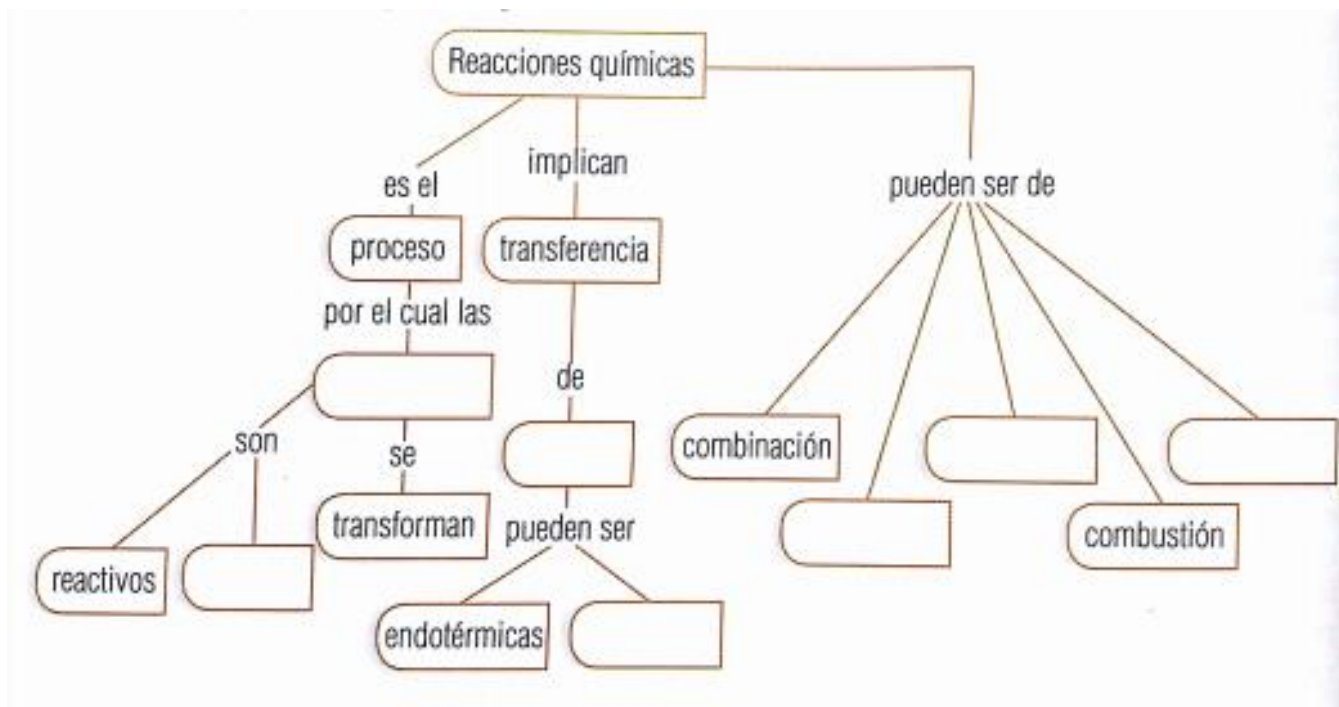 Reacciones químicas
es el
implican
pueden ser de
proceso
transferencia
por el cual las
de
son
se
combinación
reactivos
transforman
pueden ser
combustión
endotérmicas